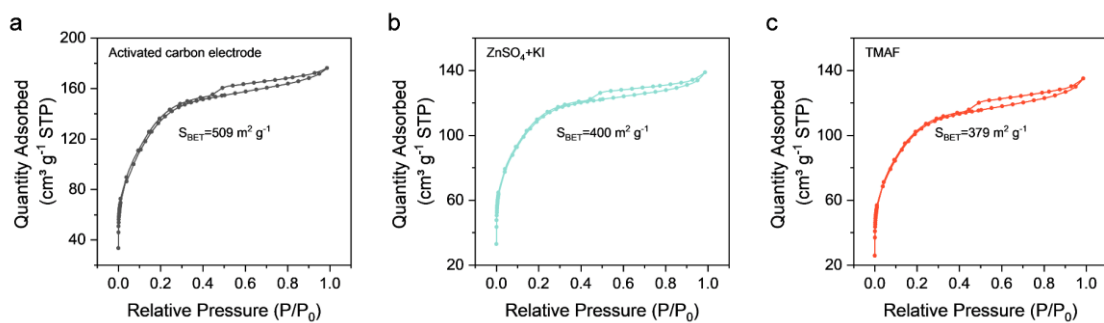 a
Activated carbon electrode
S_BET=509 m² g⁻¹
Quantity Adsorbed
(cm³ g⁻¹ STP)
200
160
120
80
40
0.0 0.2 0.4 0.6 0.8 1.0
Relative Pressure (P/P₀)
b
ZnSO₄+KI
S_BET=400 m² g⁻¹
Quantity Adsorbed
(cm³ g⁻¹ STP)
140
100
60
20
0.0 0.2 0.4 0.6 0.8 1.0
Relative Pressure (P/P₀)
c
TMAF
S_BET=379 m² g⁻¹
Quantity Adsorbed
(cm³ g⁻¹ STP)
140
100
60
20
0.0 0.2 0.4 0.6 0.8 1.0
Relative Pressure (P/P₀)